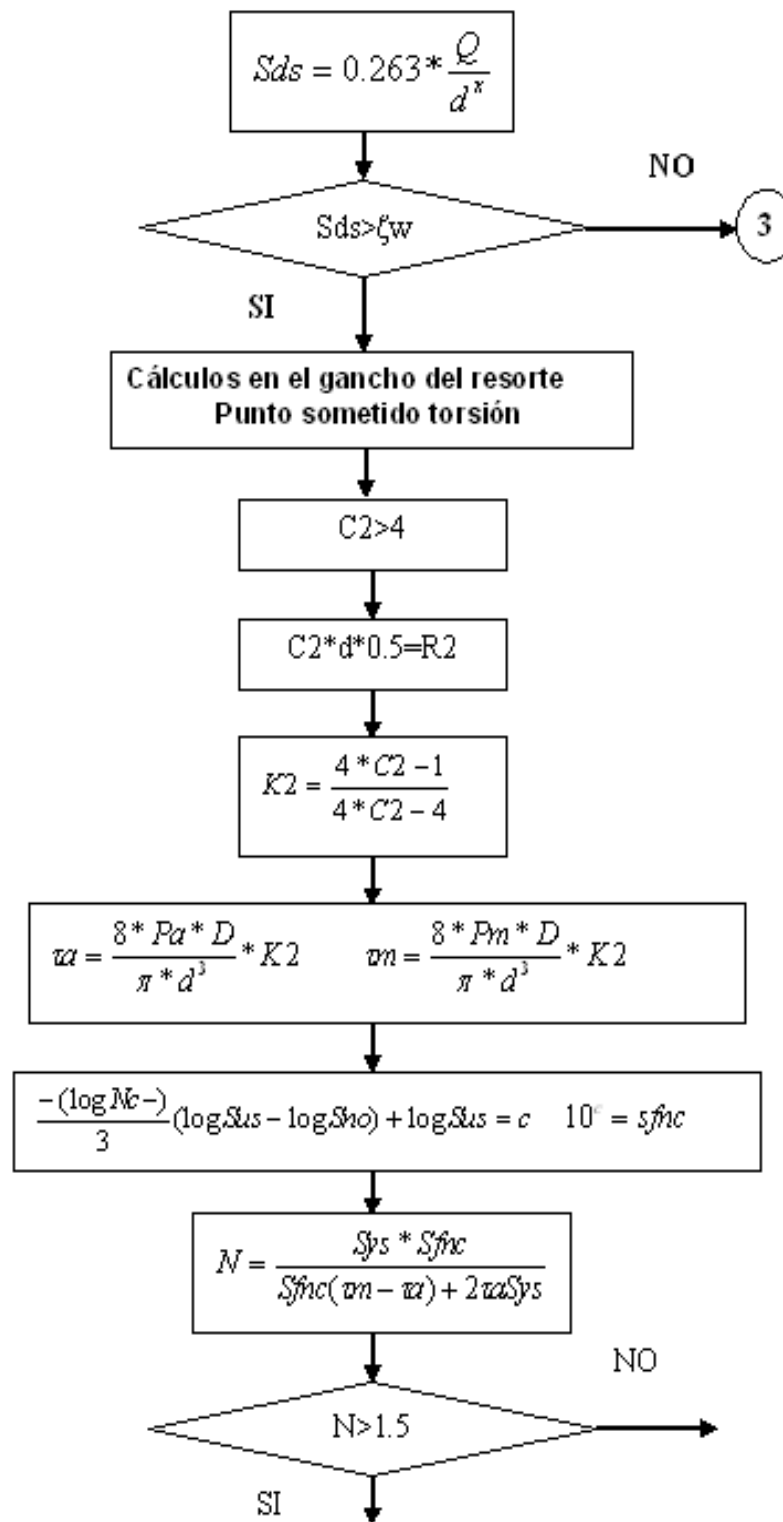 Sds = 0.263 * Q / d^x
NO
Sds>ζw
3
SI
Cálculos en el gancho del resorte
Punto sometido torsión
C2>4
C2*d*0.5=R2
K2 = (4 * C2 − 1) / (4 * C2 − 4)
τa = (8 * Pa * D) / (π * d³) * K2    τm = (8 * Pm * D) / (π * d³) * K2
−(log Nc −) / 3 (log Sus − log Sho) + log Sus = c    10^c = sfnc
N = (Sys * Sfnc) / (Sfnc(τm − τa) + 2τaSys)
NO
N>1.5
SI